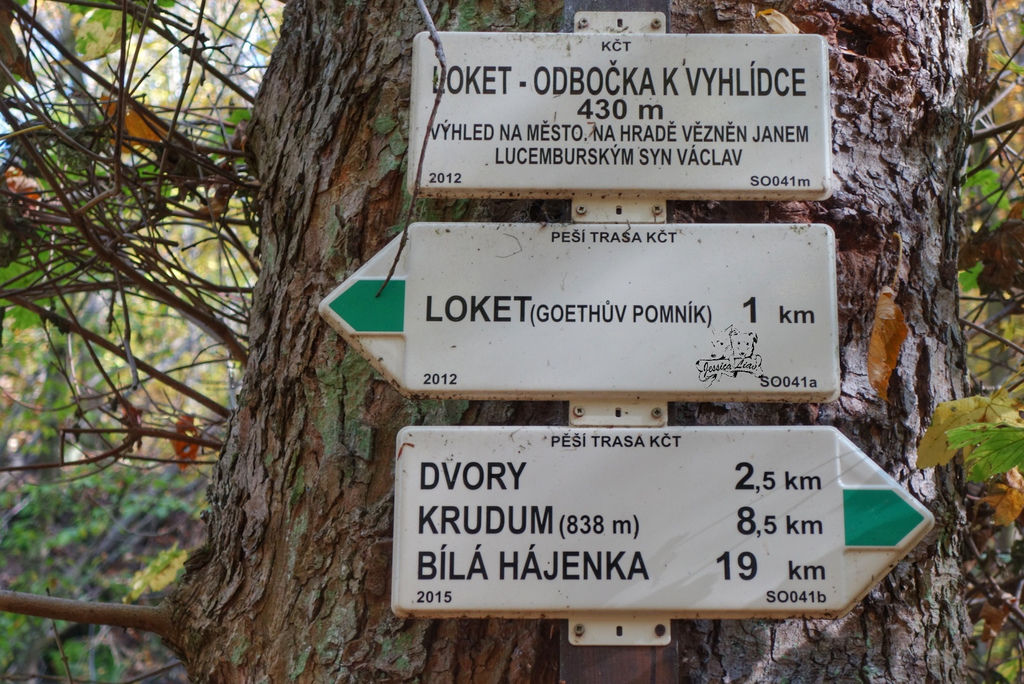 KČT
LOKET - ODBOČKA K VYHLÍDCE
430 m
VÝHLED NA MĚSTO. NA HRADĚ VĚZNĚN JANEM
LUCEMBURSKÝM SYN VÁCLAV
2012 SO041m
PĚŠÍ TRASA KČT
LOKET (GOETHŮV POMNÍK) 1 km
Jessica Ziao
2012 SO041a
PĚŠÍ TRASA KČT
DVORY 2,5 km
KRUDUM (838 m) 8,5 km
BÍLÁ HÁJENKA 19 km
2015 SO041b